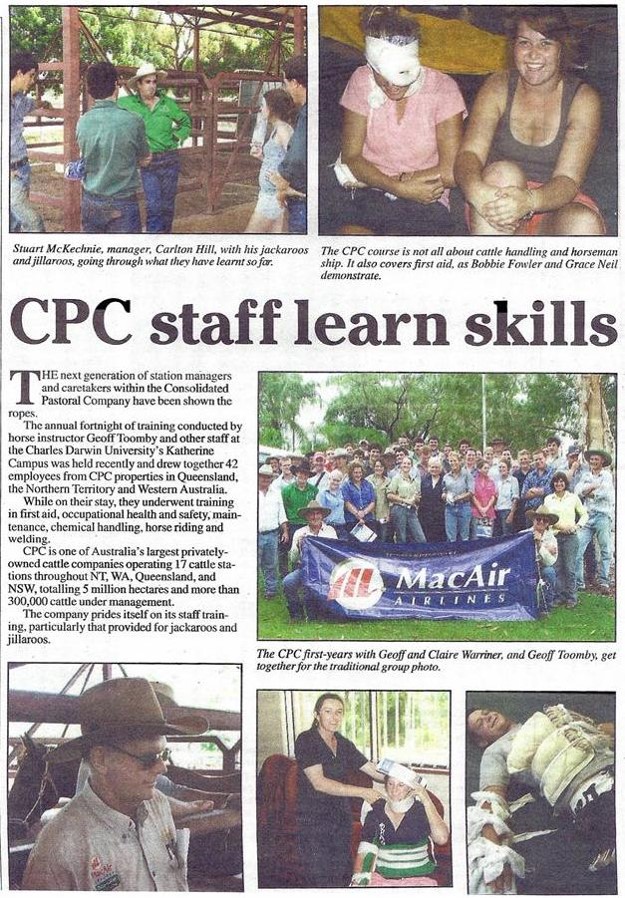 Stuart McKechnie, manager, Carlton Hill, with his jackaroos
and jillaroos, going through what they have learnt so far.
The CPC course is not all about cattle handling and horseman
ship. It also covers first aid, as Bobbie Fowler and Grace Neil
demonstrate.
CPC staff learn skills
THE next generation of station managers
and caretakers within the Consolidated
Pastoral Company have been shown the
ropes.
The annual fortnight of training conducted by
horse instructor Geoff Toomby and other staff at
the Charles Darwin University's Katherine
Campus was held recently and drew together 42
employees from CPC properties in Queensland,
the Northern Territory and Western Australia.
While on their stay, they underwent training
in first aid, occupational health and safety, main-
tenance, chemical handling, horse riding and
welding.
CPC is one of Australia's largest privately-
owned cattle companies operating 17 cattle sta-
tions throughout NT, WA, Queensland, and
NSW, totalling 5 million hectares and more than
300,000 cattle under management.
The company prides itself on its staff train-
ing, particularly that provided for jackaroos and
jillaroos.
MacAir
AIRLINES
The CPC first-years with Geoff and Claire Warriner, and Geoff Toomby, get
together for the traditional group photo.